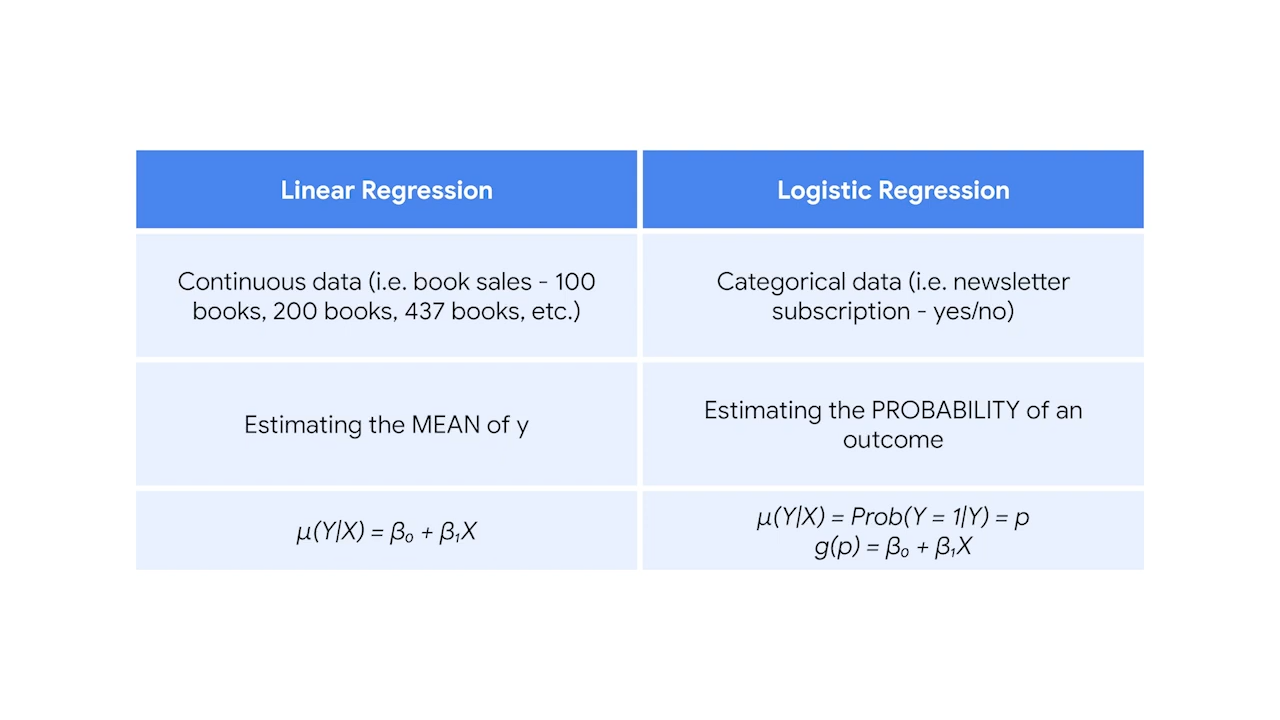 Linear Regression
Logistic Regression
Continuous data (i.e. book sales - 100
books, 200 books, 437 books, etc.)
Categorical data (i.e. newsletter
subscription - yes/no)
Estimating the MEAN of y
Estimating the PROBABILITY of an
outcome
μ(Y|X) = β₀ + β₁X
μ(Y|X) = Prob(Y = 1|Y) = p
g(p) = β₀ + β₁X